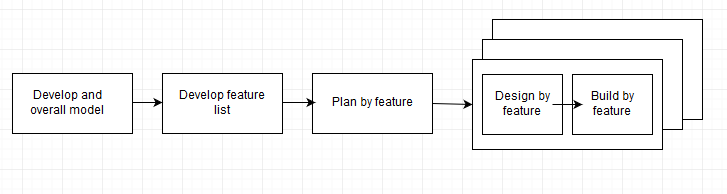 Develop and
overall model
Develop feature
list
Plan by feature
Design by
feature
Build by
feature